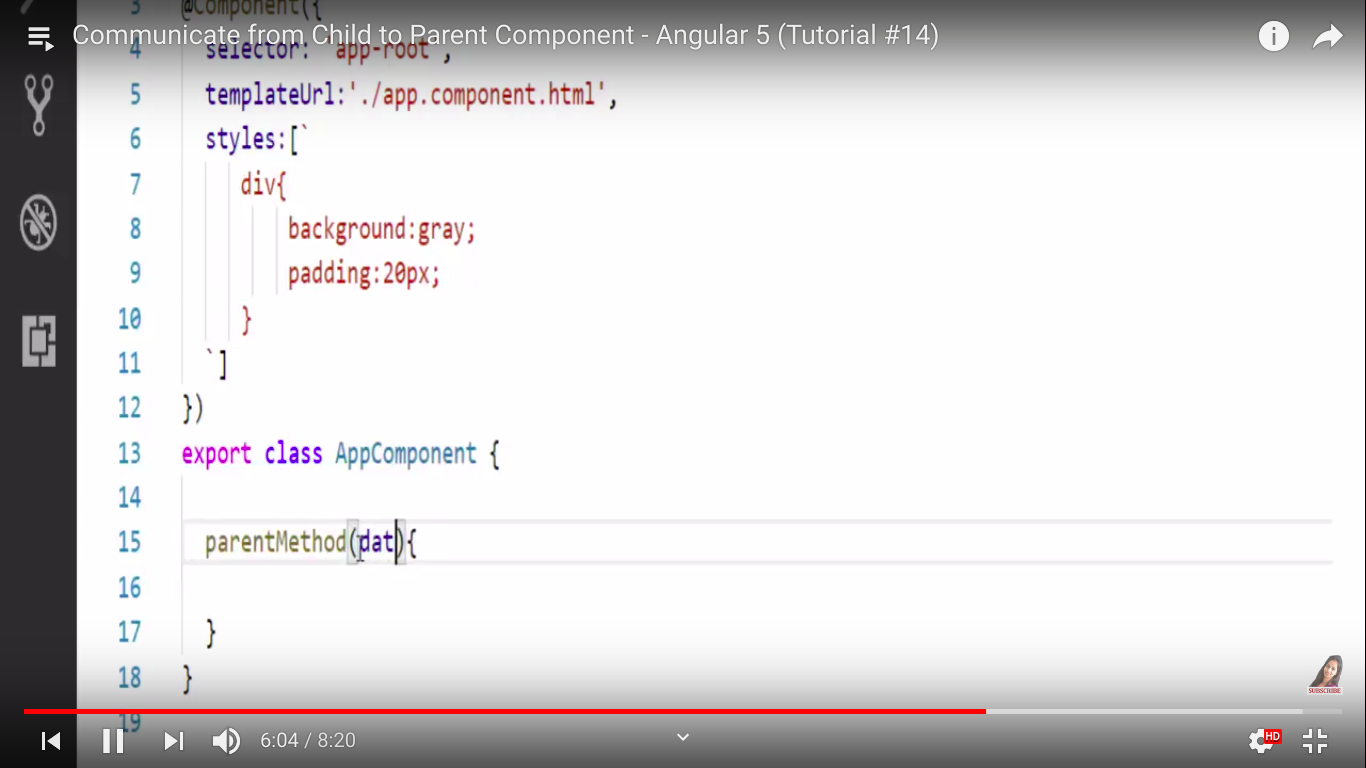 Communicate from Child to Parent Component - Angular 5 (Tutorial #14)
3 @Component({
4 selector: 'app-root',
5 templateUrl:'./app.component.html',
6 styles:[`
7 div{
8 background:gray;
9 padding:20px;
10 }
11 `]
12 })
13 export class AppComponent {
14
15 parentMethod(dat){
16
17 }
18 }
19
SUBSCRIBE
6:04 / 8:20
HD